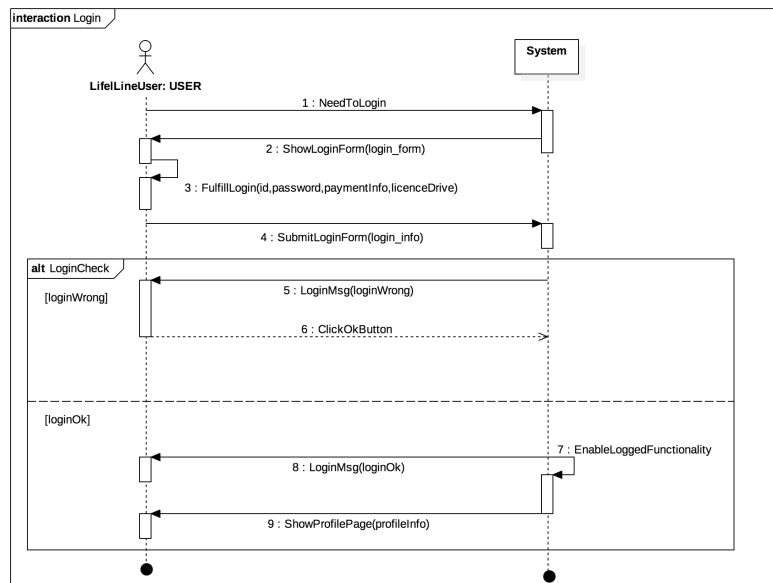 interaction Login
System
LifelLineUser: USER
1 : NeedToLogin
2 : ShowLoginForm(login_form)
3 : FulfillLogin(id,password,paymentInfo,licenceDrive)
4 : SubmitLoginForm(login_info)
alt LoginCheck
[loginWrong]
5 : LoginMsg(loginWrong)
6 : ClickOkButton
[loginOk]
7 : EnableLoggedFunctionality
8 : LoginMsg(loginOk)
9 : ShowProfilePage(profileInfo)